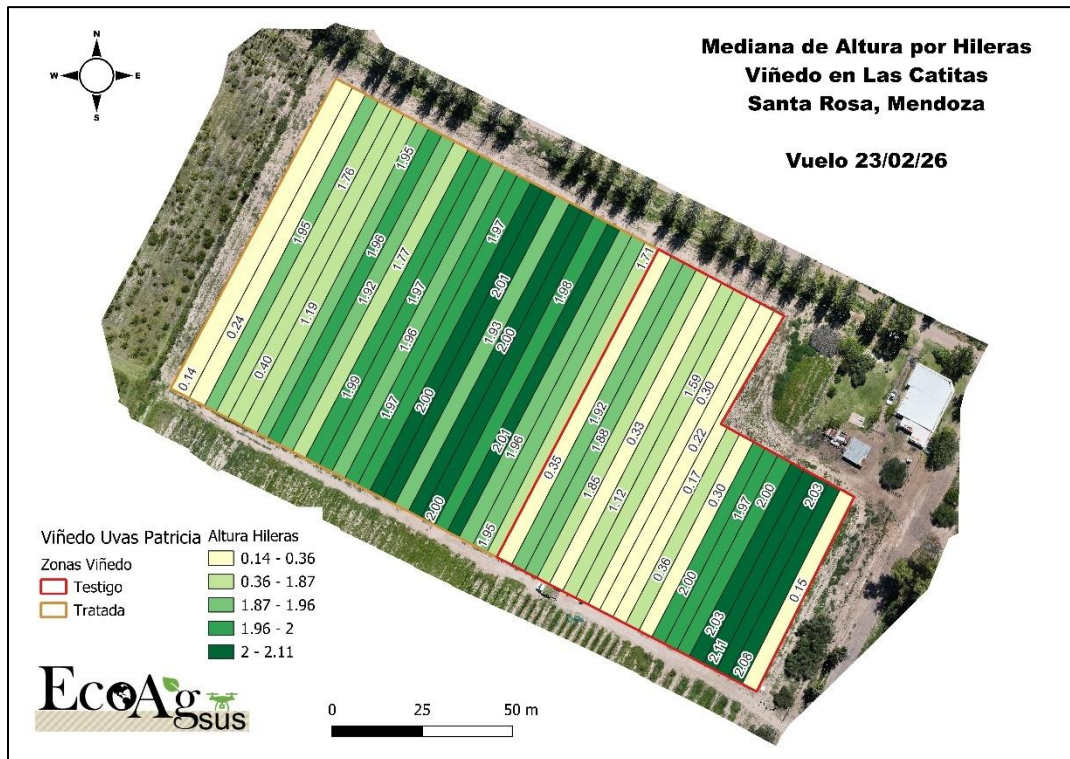 N
W
E
S
Mediana de Altura por Hileras
Viñedo en Las Catitas
Santa Rosa, Mendoza
Vuelo 23/02/26
0.14
0.24
1.95
1.76
0.40
1.19
1.95
1.96
1.92
1.77
1.99
1.96
1.97
1.97
1.97
2.00
2.01
2.00
1.93
2.00
1.98
2.01
1.96
1.95
1.71
0.35
1.92
1.88
1.85
1.12
0.33
1.59
0.30
0.22
0.17
0.36
0.30
2.00
1.97
2.00
2.03
2.11
2.03
2.08
0.15
Viñedo Uvas Patricia
Zonas Viñedo
Testigo
Tratada
Altura Hileras
0.14 - 0.36
0.36 - 1.87
1.87 - 1.96
1.96 - 2
2 - 2.11
EcoAgsus
0 25 50 m